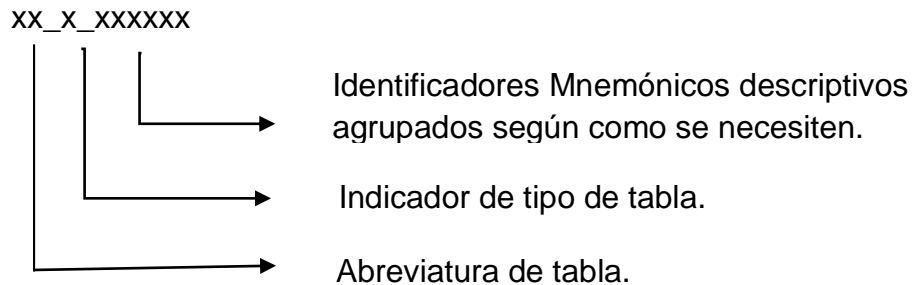 xx_x_xxxxxx
Identificadores Mnemónicos descriptivos
agrupados según como se necesiten.
Indicador de tipo de tabla.
Abreviatura de tabla.